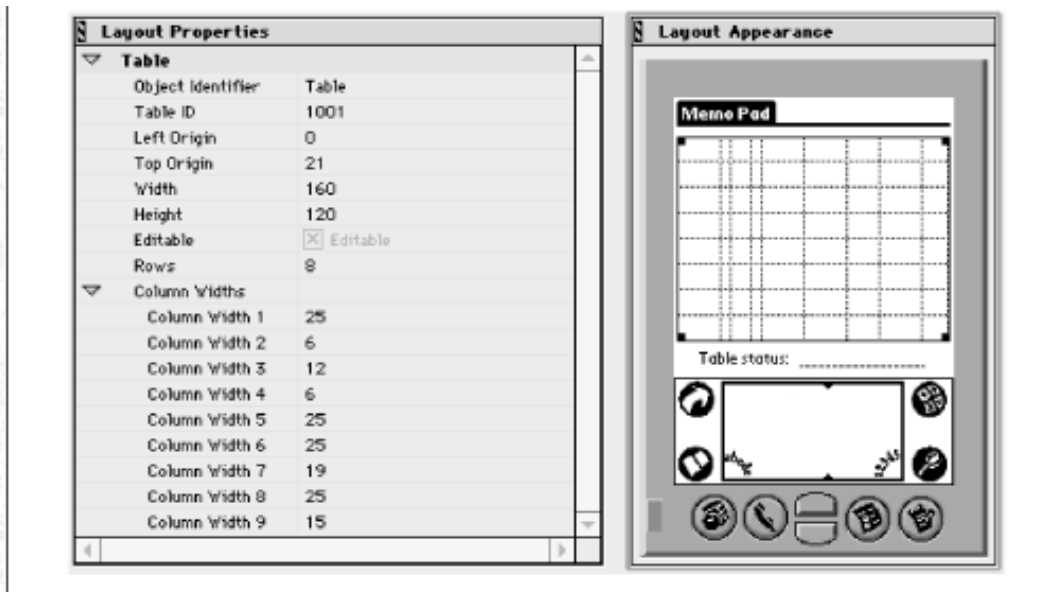 Layout Properties
Table
Object Identifier Table
Table ID 1001
Left Origin 0
Top Origin 21
Width 160
Height 120
Editable Editable
Rows 8
Column Widths
Column Width 1 25
Column Width 2 6
Column Width 3 12
Column Width 4 6
Column Width 5 25
Column Width 6 25
Column Width 7 19
Column Width 8 25
Column Width 9 15
Layout Appearance
Memo Pad
Table status:
abcd
12345